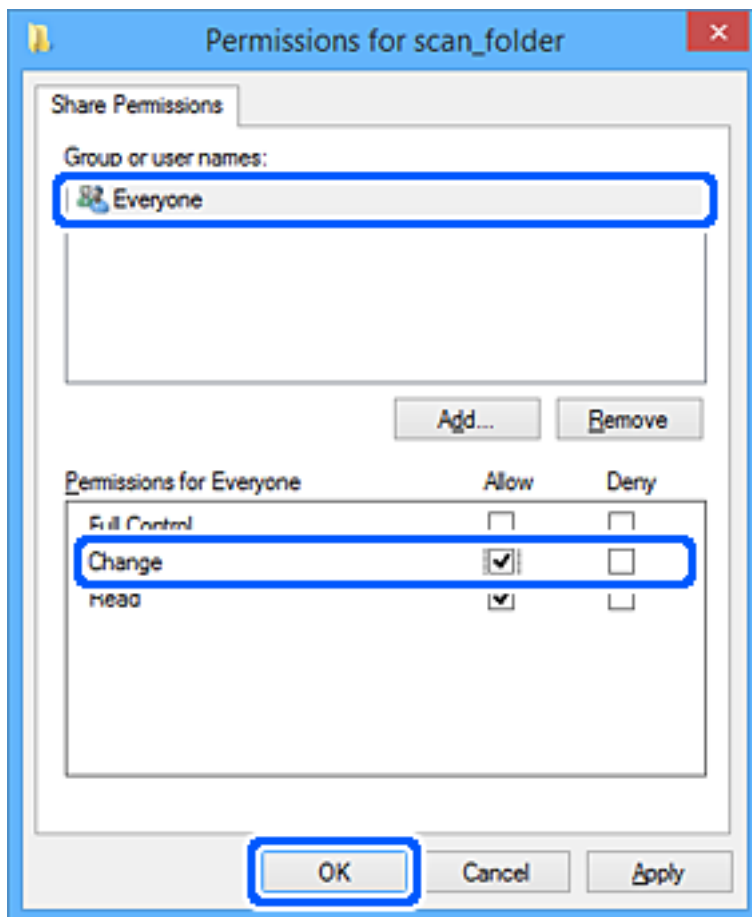 Permissions for scan_folder
Share Permissions
Group or user names:
Everyone
Add... Remove
Permissions for Everyone Allow Deny
Full Control
Change
Read
OK Cancel Apply